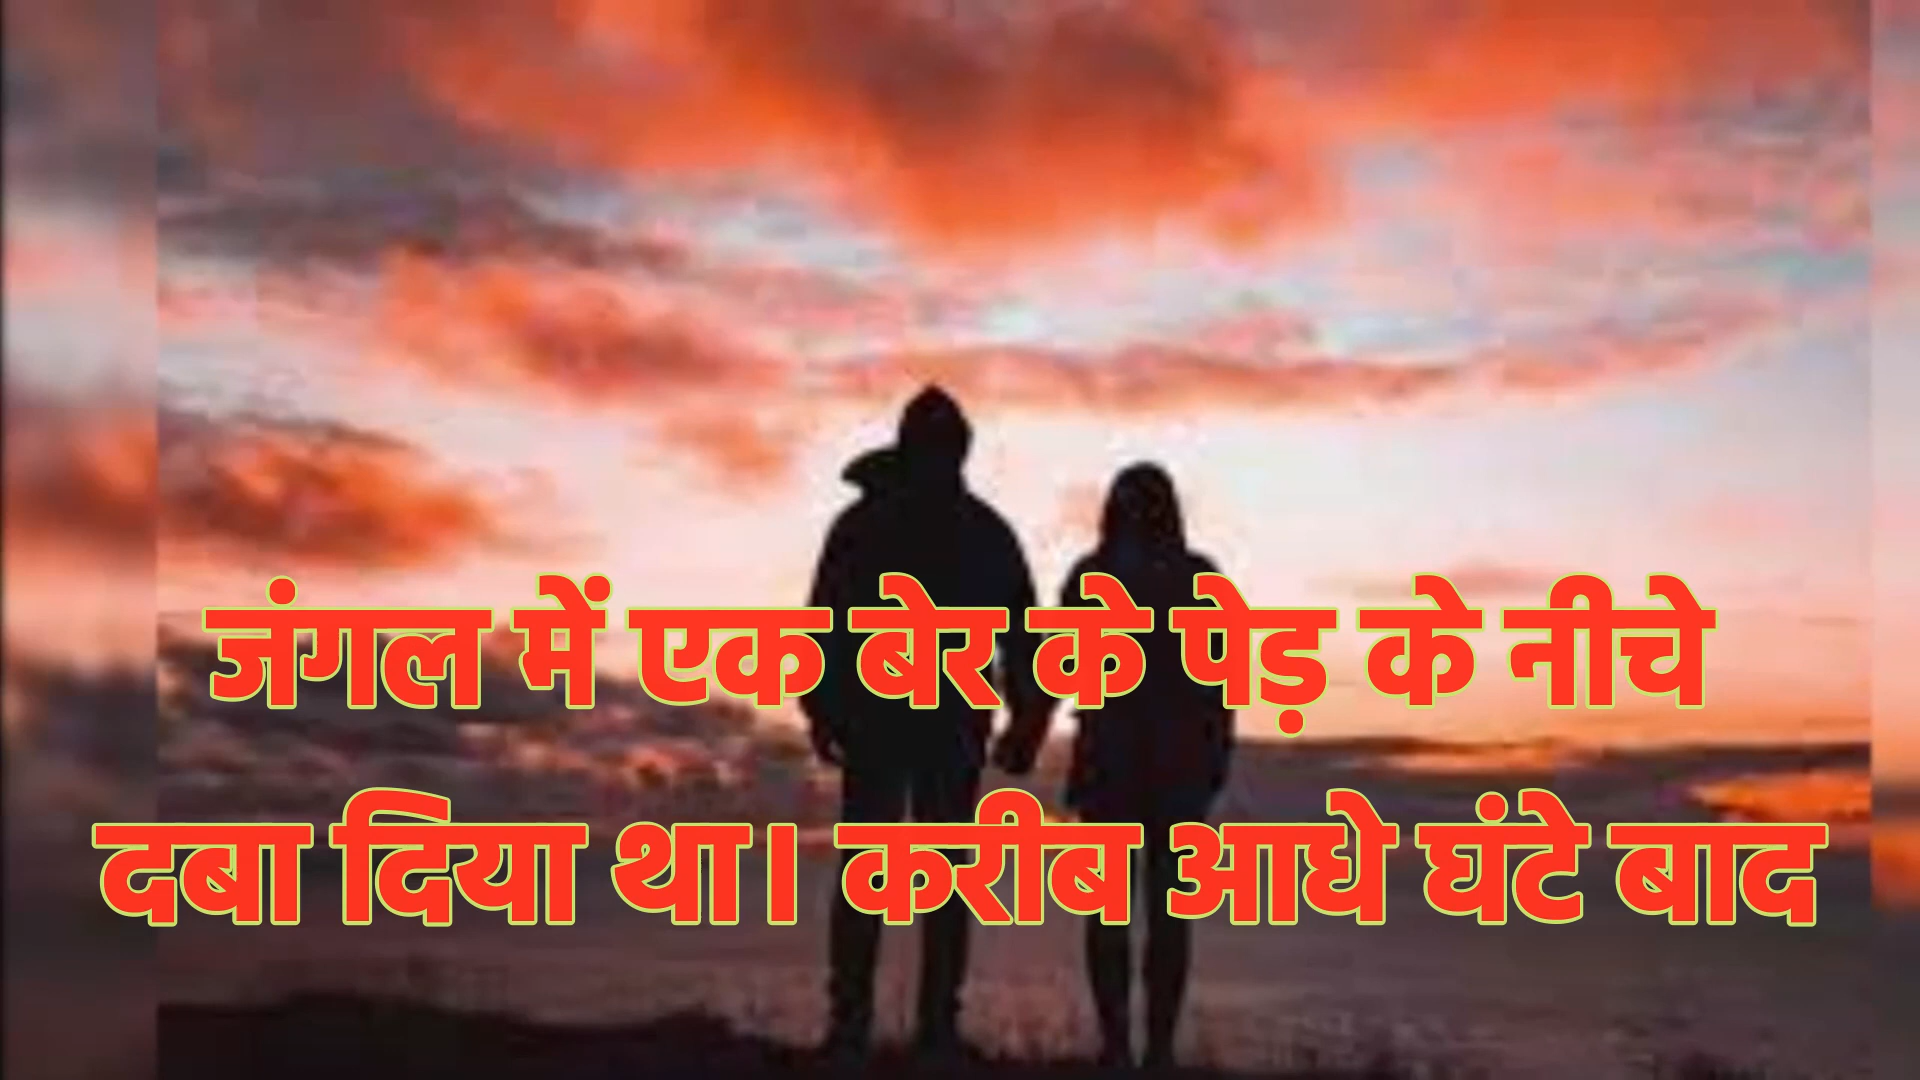 जंगल में एक बेर के पेड़ के नीचे
दबा दिया था। करीब आधे घंटे बाद